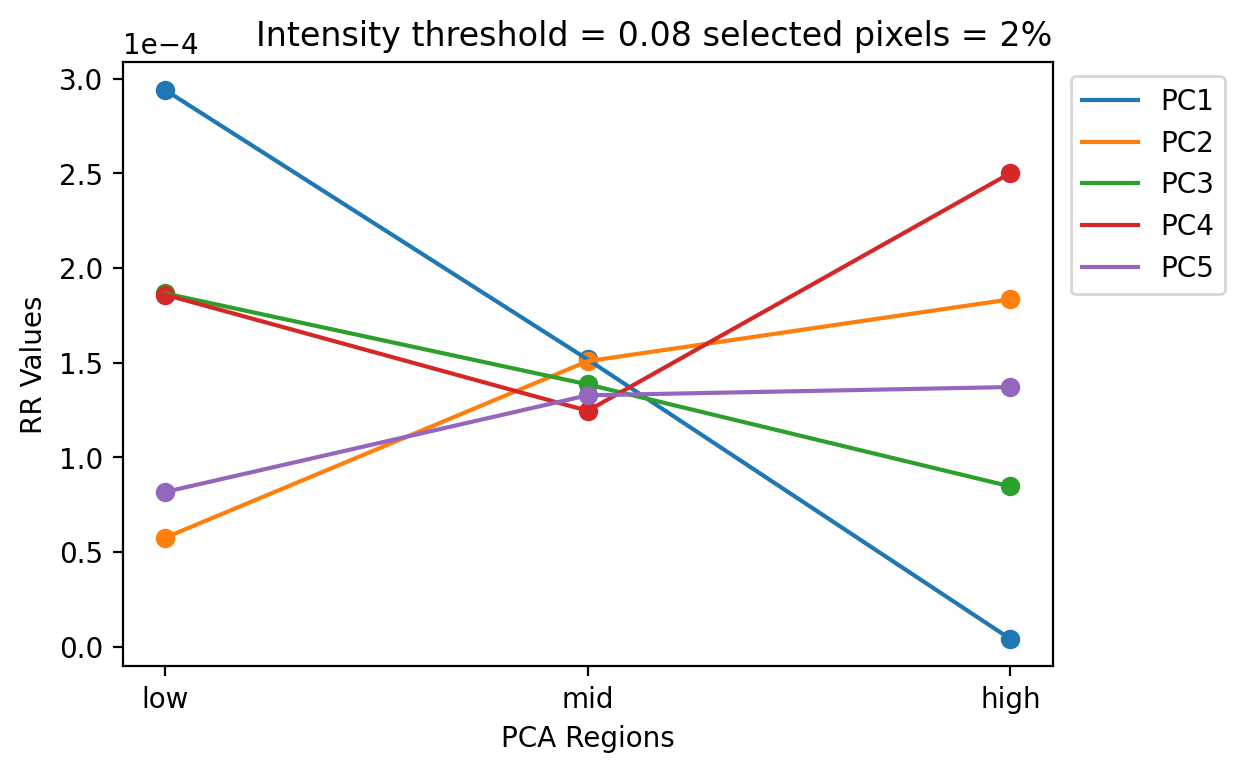 Intensity threshold = 0.08 selected pixels = 2%
1e−4
3.0
2.5
2.0
1.5
1.0
0.5
0.0
RR Values
low mid high
PCA Regions
PC1
PC2
PC3
PC4
PC5